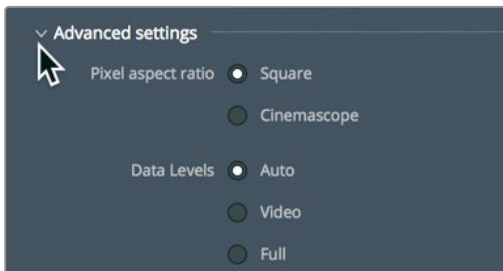 Advanced settings
Pixel aspect ratio Square
Cinemascope
Data Levels Auto
Video
Full